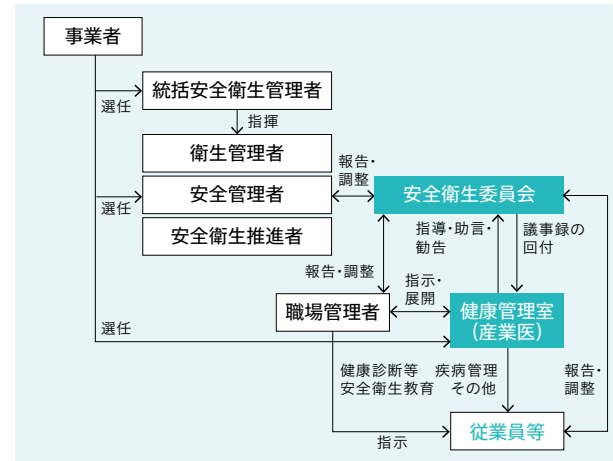 事業者
統括安全衛生管理者
選任
指揮
衛生管理者
報告・
調整
安全管理者
安全衛生委員会
選任
安全衛生推進者
指導・助言・
勧告
議事録の
回付
報告・調整
指示・
展開
職場管理者
健康管理室
(産業医)
選任
健康診断等 疾病管理
安全衛生教育 その他
報告・
調整
従業員等
指示